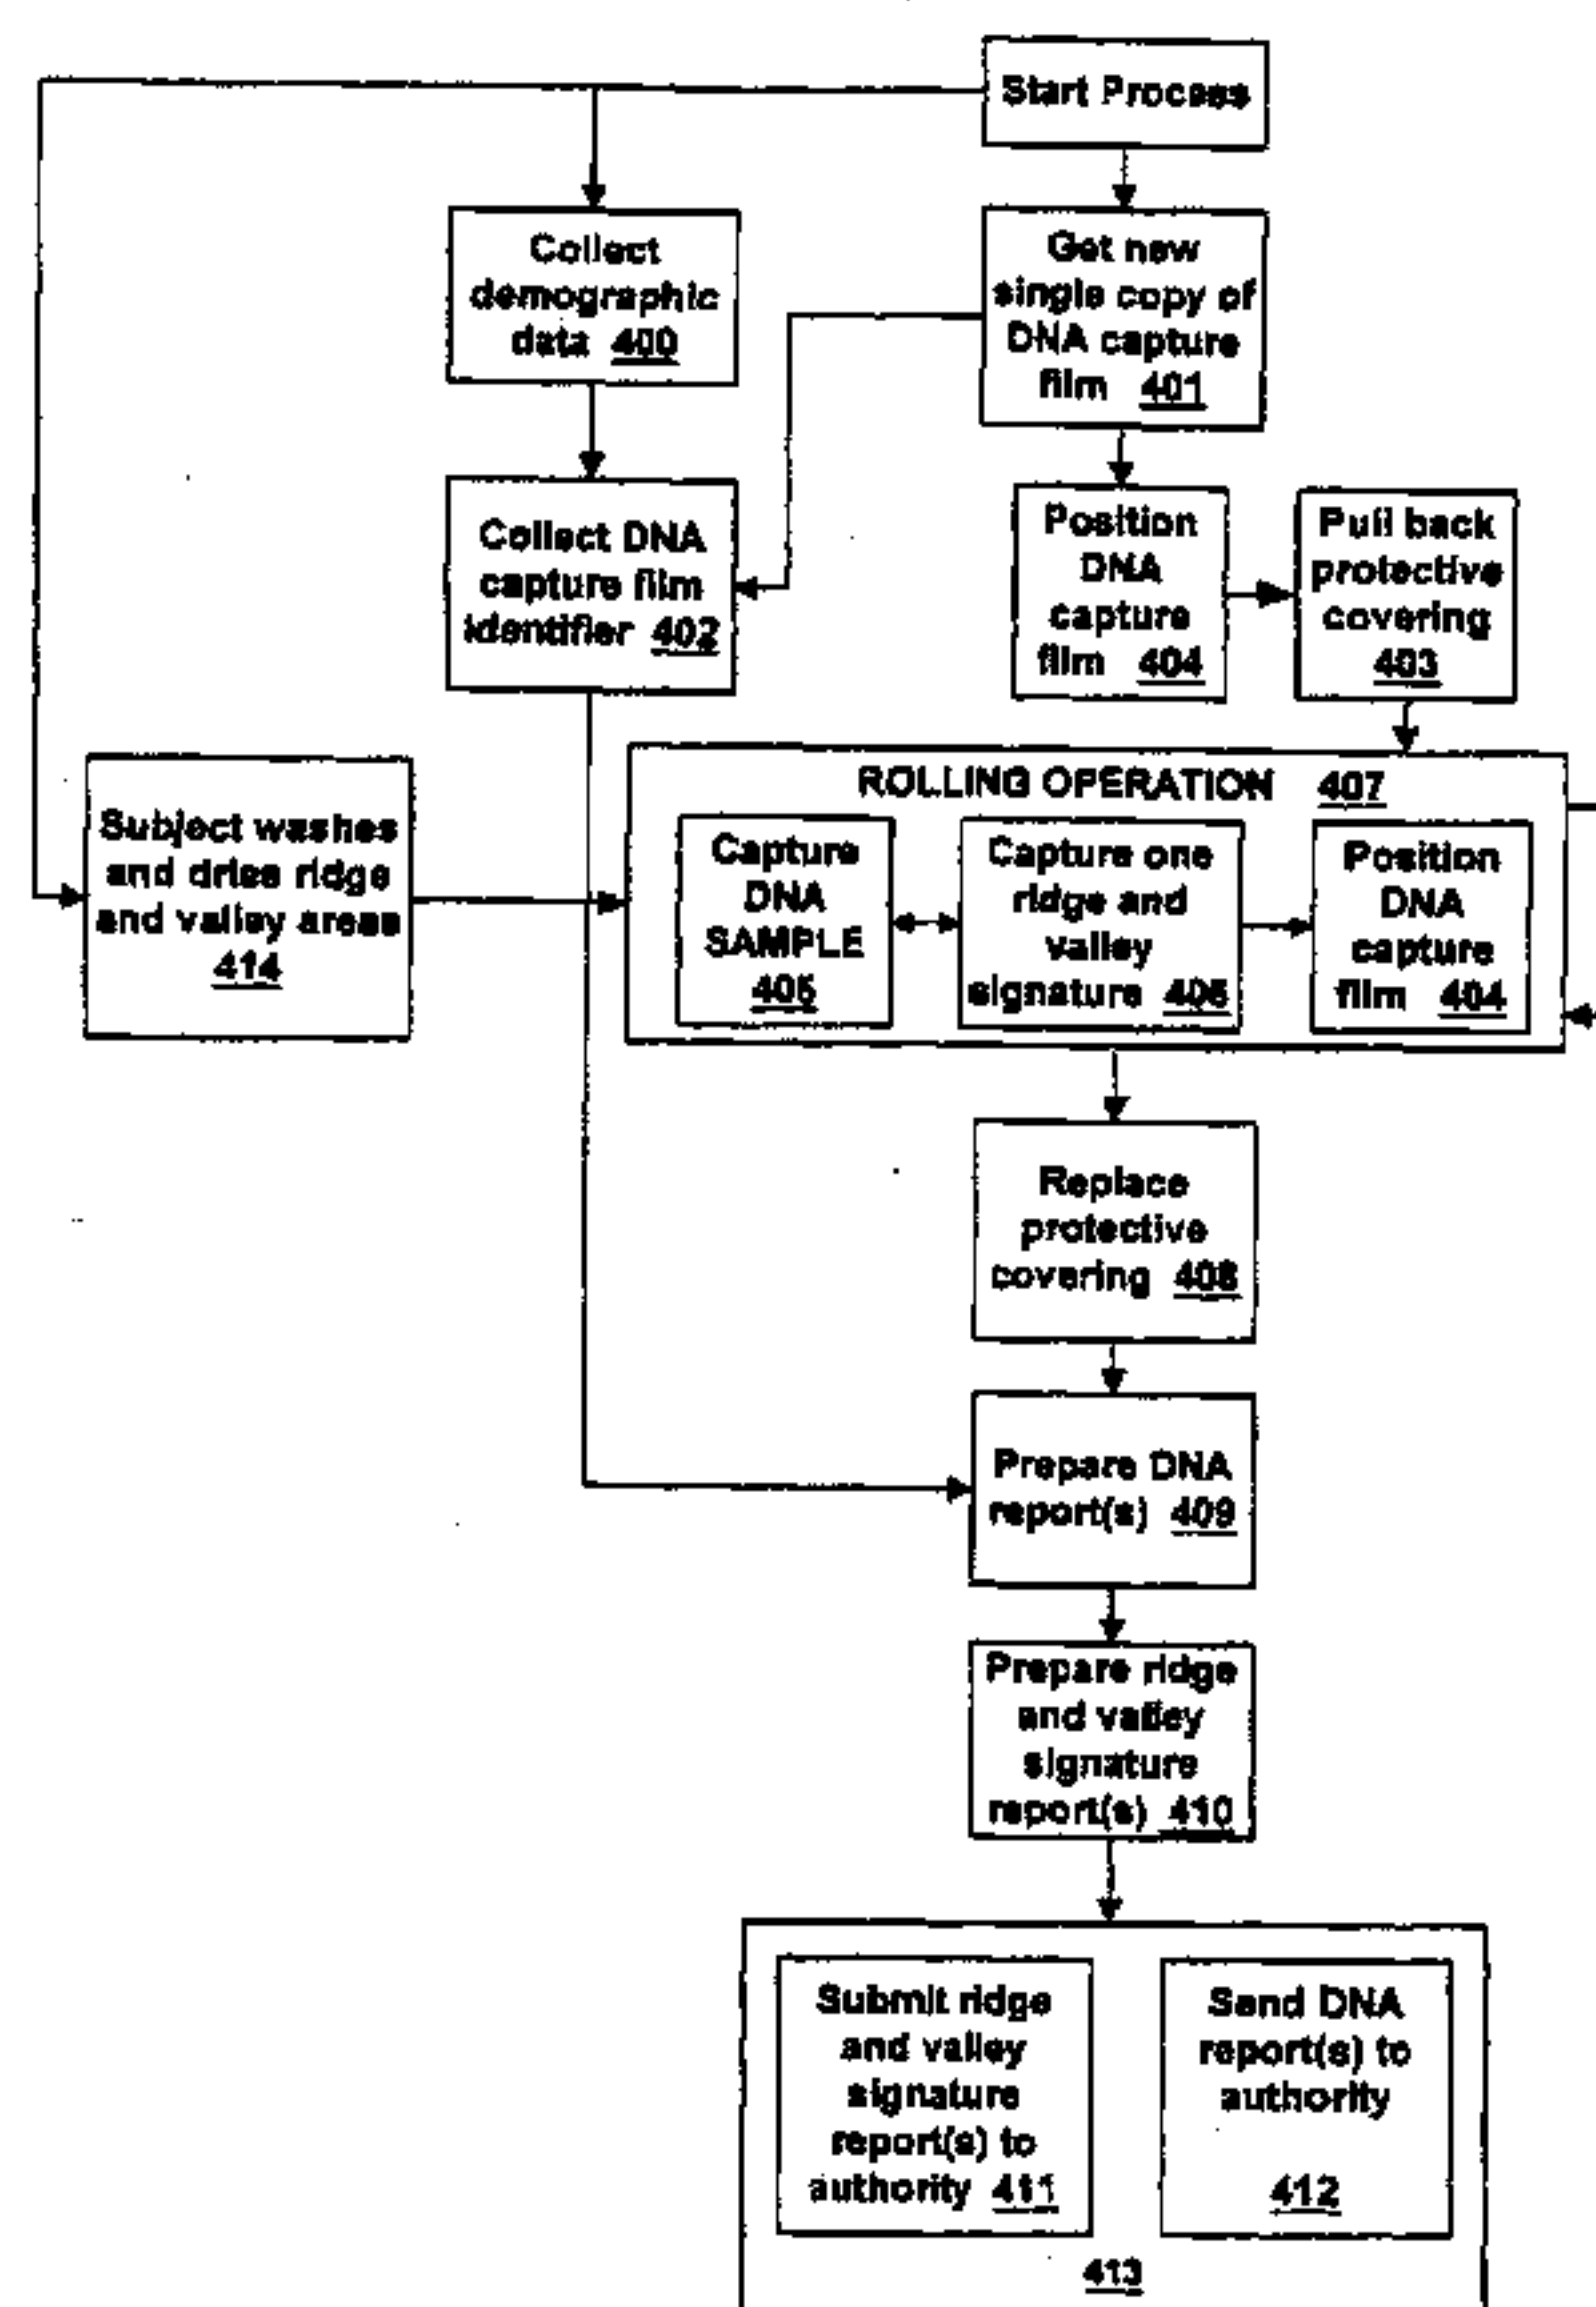 Start Process
Collect
demographic
data 400
Get new
single copy of
DNA capture
film 401
Collect DNA
capture film
identifier 402
Position
DNA
capture
film 404
Pull back
protective
covering
403
Subject washes
and dries ridge
and valley areas
414
ROLLING OPERATION 407
Capture
DNA
SAMPLE
Capture one
ridge and
valley
signature
Position
DNA
capture
film 404
Replace
protective
covering 408
Prepare DNA
report(s) 409
Prepare ridge
and valley
signature
report(s) 410
Submit ridge
and valley
signature
report(s) to
authority 411
Send DNA
report(s) to
authority
412
413